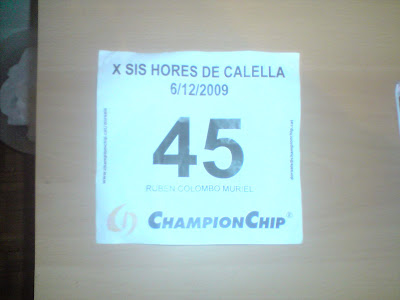 X SIS HORES DE CALELLA
6/12/2009
45
RUBEN COLOMBO MURIEL
CHAMPIONCHIP®